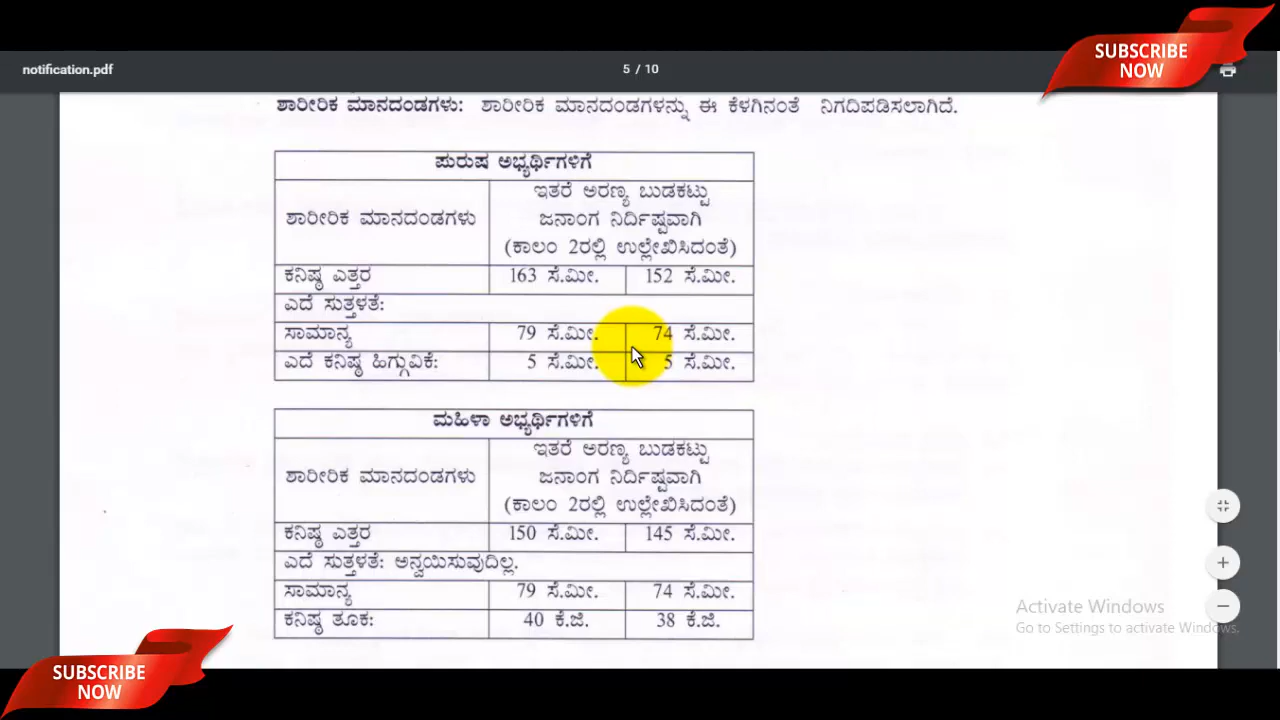 SUBSCRIBE
NOW
notification.pdf
5 / 10
ಶಾರೀರಿಕ ಮಾನದಂಡಗಳು: ಶಾರೀರಿಕ ಮಾನದಂಡಗಳನ್ನು ಈ ಕೆಳಗಿನಂತೆ ನಿಗದಿಪಡಿಸಲಾಗಿದೆ.
ಪುರುಷ ಅಭ್ಯರ್ಥಿಗಳಿಗೆ
ಇತರೆ ಅರಣ್ಯ ಬುಡಕಟ್ಟು
ಶಾರೀರಿಕ ಮಾನದಂಡಗಳು ಜನಾಂಗ ನಿರ್ದಿಷ್ಟವಾಗಿ
(ಕಾಲಂ 2ರಲ್ಲಿ ಉಲ್ಲೇಖಿಸಿದಂತೆ)
ಕನಿಷ್ಠ ಎತ್ತರ 163 ಸೆ.ಮೀ. 152 ಸೆ.ಮೀ.
ಎದೆ ಸುತ್ತಳತೆ:
ಸಾಮಾನ್ಯ 79 ಸೆ.ಮೀ. 74 ಸೆ.ಮೀ.
ಎದೆ ಕನಿಷ್ಠ ಹಿಗ್ಗುವಿಕೆ: 5 ಸೆ.ಮೀ. 5 ಸೆ.ಮೀ.
ಮಹಿಳಾ ಅಭ್ಯರ್ಥಿಗಳಿಗೆ
ಇತರೆ ಅರಣ್ಯ ಬುಡಕಟ್ಟು
ಶಾರೀರಿಕ ಮಾನದಂಡಗಳು ಜನಾಂಗ ನಿರ್ದಿಷ್ಟವಾಗಿ
(ಕಾಲಂ 2ರಲ್ಲಿ ಉಲ್ಲೇಖಿಸಿದಂತೆ)
ಕನಿಷ್ಠ ಎತ್ತರ 150 ಸೆ.ಮೀ. 145 ಸೆ.ಮೀ.
ಎದೆ ಸುತ್ತಳತೆ: ಅನ್ವಯಿಸುವುದಿಲ್ಲ.
ಸಾಮಾನ್ಯ 79 ಸೆ.ಮೀ. 74 ಸೆ.ಮೀ.
ಕನಿಷ್ಠ ತೂಕ: 40 ಕೆ.ಜಿ. 38 ಕೆ.ಜಿ.
Activate Windows
Go to Settings to activate Windows.
SUBSCRIBE
NOW